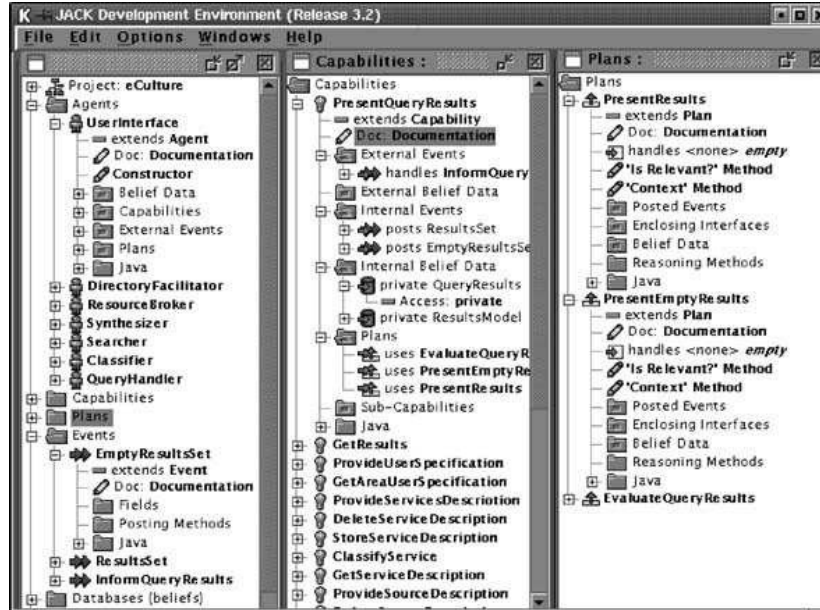 JACK Development Environment (Release 3.2)
File Edit Options Windows Help
Project: eCulture
Agents
UserInterface
extends Agent
Doc: Documentation
Constructor
Belief Data
Capabilities
External Events
Plans
Java
DirectoryFacilitator
ResourceBroker
Synthesizer
Searcher
Classifier
QueryHandler
Capabilities
Plans
Events
EmptyResultsSet
extends Event
Doc: Documentation
Fields
Posting Methods
Java
ResultsSet
InformQueryResults
Databases (beliefs)
Capabilities :
Capabilities
PresentQueryResults
extends Capability
Doc: Documentation
External Events
handles InformQuery
External Belief Data
Internal Events
posts ResultsSet
posts EmptyResultsSe
Internal Belief Data
private QueryResults
Access: private
private ResultsModel
Plans
uses EvaluateQueryR
uses PresentEmptyRe
uses PresentResults
Sub-Capabilities
Java
GetResults
ProvideUserSpecification
GetAreaUserSpecification
ProvideServicesDescriotion
DeleteServiceDescription
StoreServiceDescription
ClassifyService
GetServiceDescription
ProvideSourceDescription
Plans :
Plans
PresentResults
extends Plan
Doc: Documentation
handles <none> empty
'Is Relevant?' Method
'Context' Method
Posted Events
Enclosing Interfaces
Belief Data
Reasoning Methods
Java
PresentEmptyResults
extends Plan
Doc: Documentation
handles <none> empty
'Is Relevant?' Method
'Context' Method
Posted Events
Enclosing Interfaces
Belief Data
Reasoning Methods
Java
EvaluateQueryResults